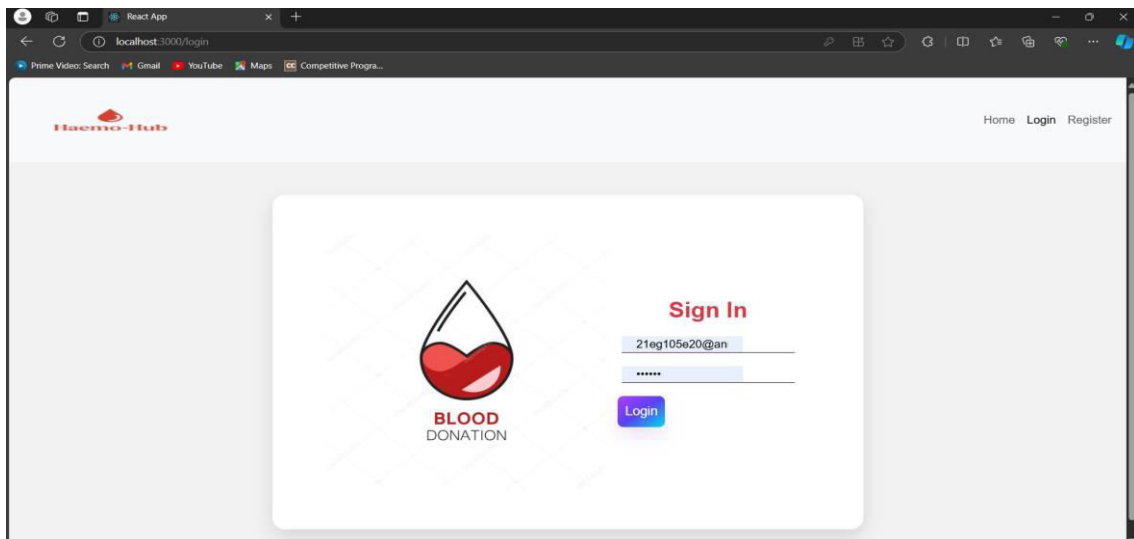 React App
localhost:3000/login
Prime Video: Search Gmail YouTube Maps CC Competitive Progra...
Haemo-Hub
Home Login Register
Sign In
21eg105e20@an
••••••
Login
BLOOD
DONATION